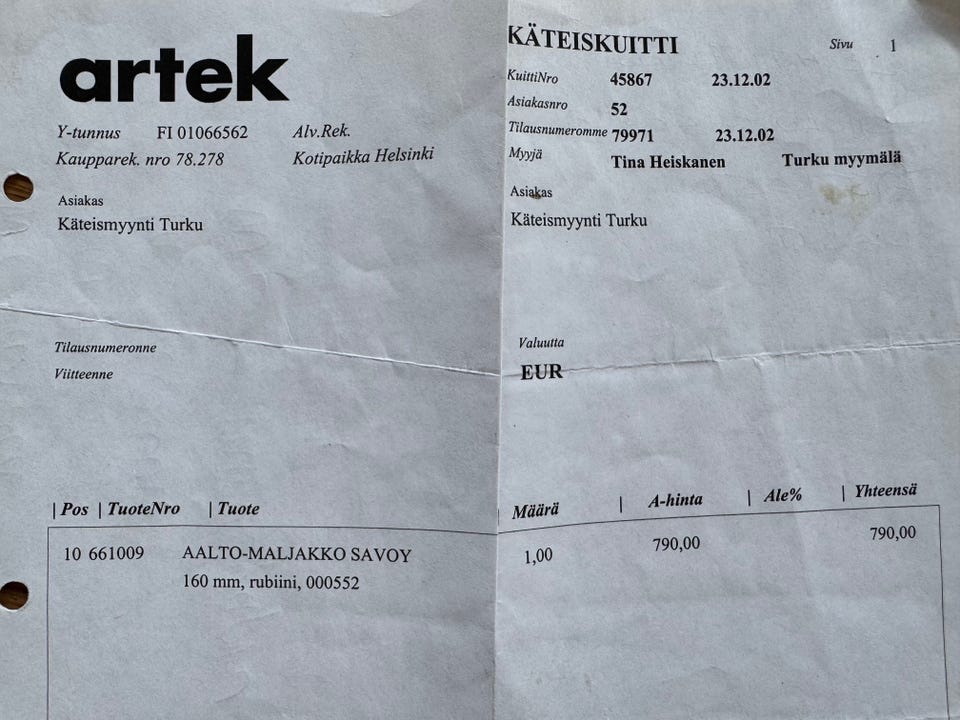 artek
Y-tunnus FI 01066562 Alv.Rek.
Kaupparek. nro 78.278 Kotipaikka Helsinki
Asiakas
Käteismyynti Turku
Tilausnumeronne
Viitteenne
KÄTEISKUITTI Sivu 1
KuittiNro 45867 23.12.02
Asiakasnro 52
Tilausnumeromme 79971 23.12.02
Myyjä Tina Heiskanen Turku myymälä
Asiakas
Käteismyynti Turku
Valuutta
EUR
| Pos | TuoteNro | Tuote Määrä | A-hinta | Ale% | Yhteensä
10 661009 AALTO-MALJAKKO SAVOY 1,00 790,00 790,00
160 mm, rubiini, 000552